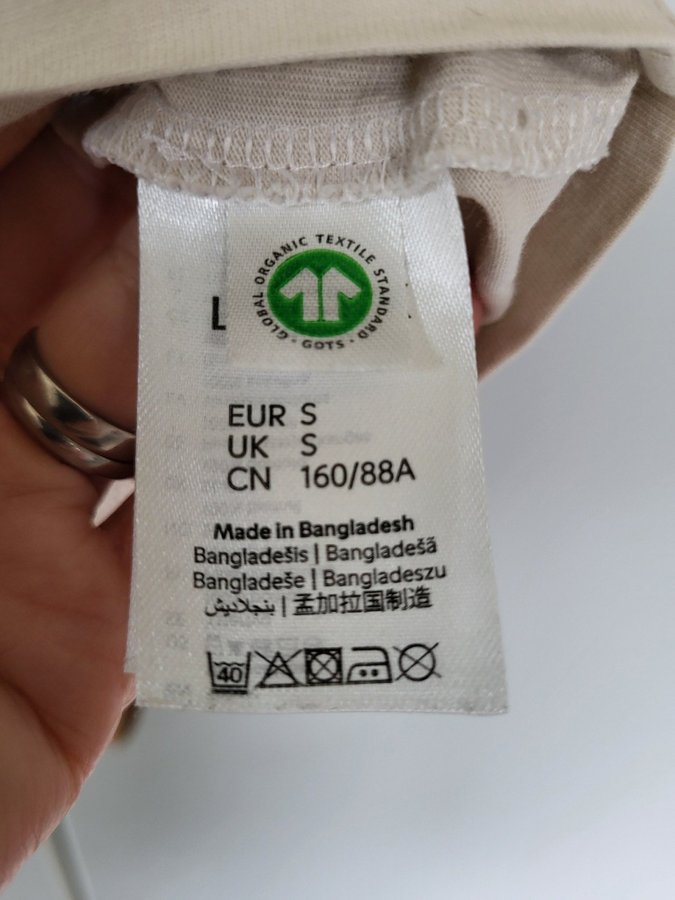 GLOBAL ORGANIC TEXTILE STANDARD · GOTS ·
L
EUR S
UK S
CN 160/88A
Made in Bangladesh
Bangladešis | Bangladešā
Bangladeše | Bangladeszu
بنجلاديش | 孟加拉国制造
40